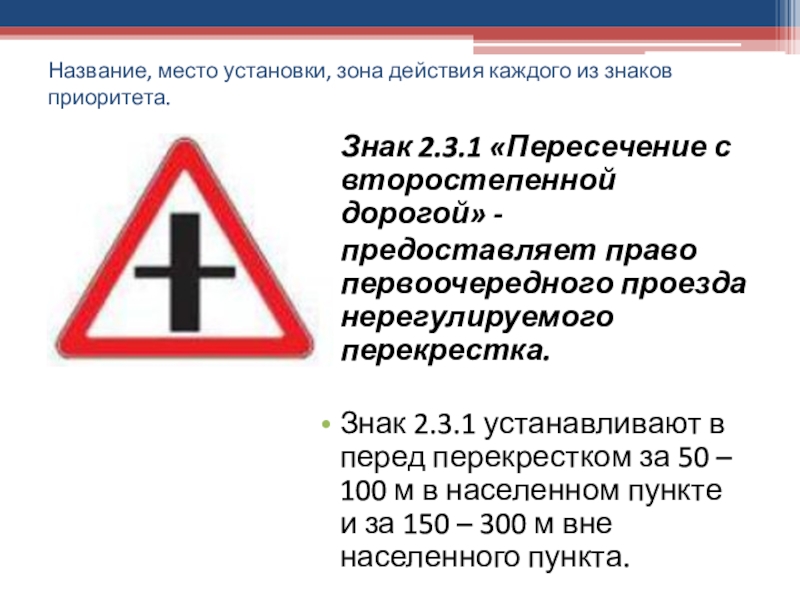 Название, место установки, зона действия каждого из знаков
приоритета.
Знак 2.3.1 «Пересечение с
второстепенной
дорогой» -
предоставляет право
первоочередного проезда
нерегулируемого
перекрестка.
• Знак 2.3.1 устанавливают в
перед перекрестком за 50 –
100 м в населенном пункте
и за 150 – 300 м вне
населенного пункта.